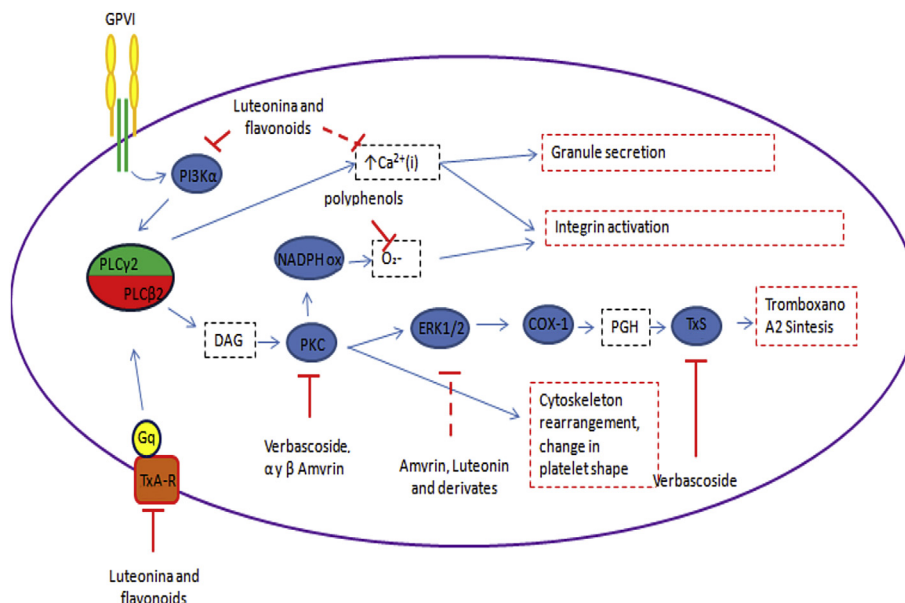 GPVI
Luteonina and
flavonoids
PI3Kα
↑Ca²⁺(i)
Granule secretion
polyphenols
Integrin activation
NADPH ox
O₂-
PLCγ2
PLCβ2
DAG
PKC
ERK1/2
COX-1
PGH
TxS
Tromboxano
A2 Sintesis
Cytoskeleton
rearrangement,
change in
platelet shape
Gq
TxA-R
Verbascoside,
α y β Amvrin
Amvrin, Luteonin
and derivates
Verbascoside
Luteonina and
flavonoids